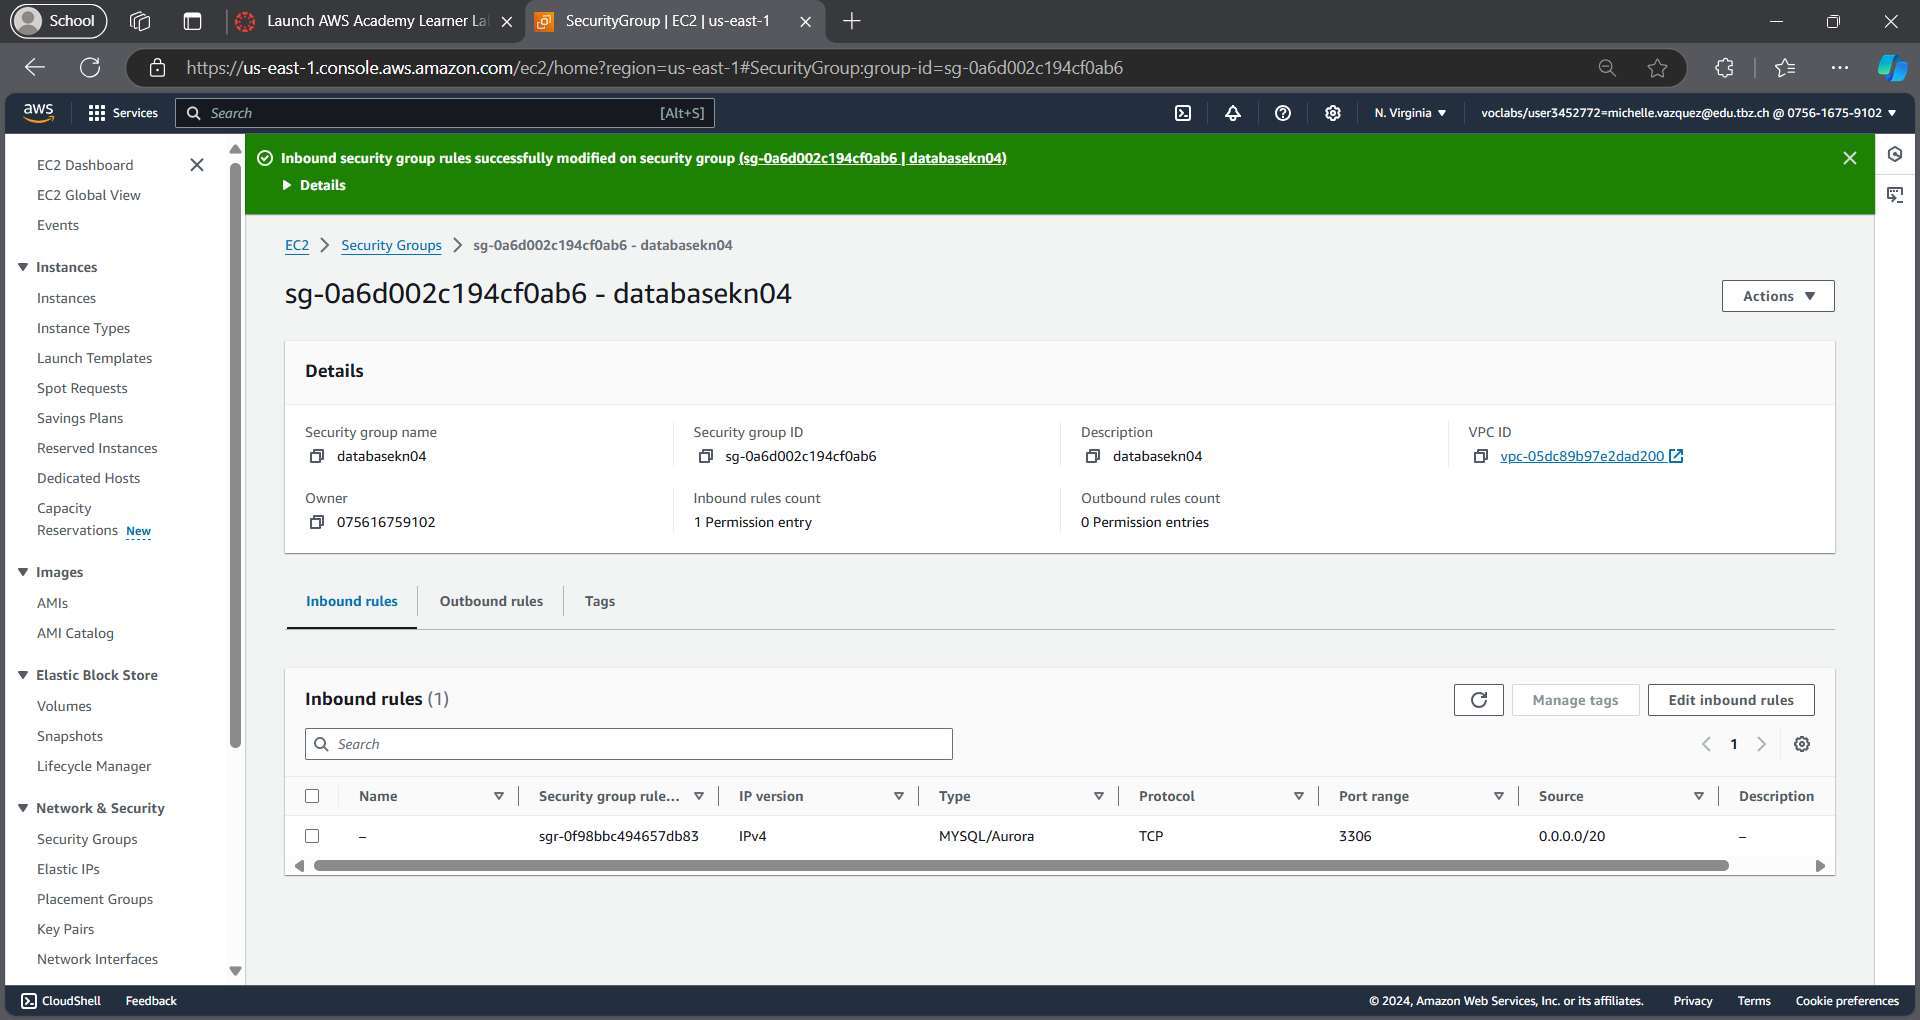 School
Launch AWS Academy Learner La
SecurityGroup | EC2 | us-east-1
https://us-east-1.console.aws.amazon.com/ec2/home?region=us-east-1#SecurityGroup:group-id=sg-0a6d002c194cf0ab6
aws
Services
Search
[Alt+S]
N. Virginia
voclabs/user3452772=michelle.vazquez@edu.tbz.ch @ 0756-1675-9102
EC2 Dashboard
EC2 Global View
Events
Instances
Instances
Instance Types
Launch Templates
Spot Requests
Savings Plans
Reserved Instances
Dedicated Hosts
Capacity
Reservations New
Images
AMIs
AMI Catalog
Elastic Block Store
Volumes
Snapshots
Lifecycle Manager
Network & Security
Security Groups
Elastic IPs
Placement Groups
Key Pairs
Network Interfaces
Inbound security group rules successfully modified on security group (sg-0a6d002c194cf0ab6 | databasekn04)
Details
EC2 > Security Groups > sg-0a6d002c194cf0ab6 - databasekn04
sg-0a6d002c194cf0ab6 - databasekn04
Actions
Details
Security group name
databasekn04
Security group ID
sg-0a6d002c194cf0ab6
Description
databasekn04
VPC ID
vpc-05dc89b97e2dad200
Owner
075616759102
Inbound rules count
1 Permission entry
Outbound rules count
0 Permission entries
Inbound rules
Outbound rules
Tags
Inbound rules (1)
Manage tags
Edit inbound rules
Search
1
Name Security group rule... IP version Type Protocol Port range Source Description
– sgr-0f98bbc494657db83 IPv4 MYSQL/Aurora TCP 3306 0.0.0.0/20 –
CloudShell
Feedback
© 2024, Amazon Web Services, Inc. or its affiliates.
Privacy
Terms
Cookie preferences